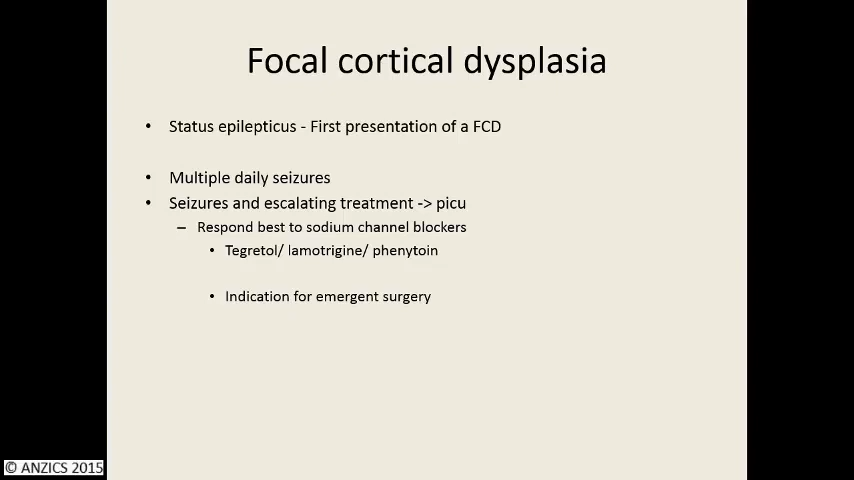 Focal cortical dysplasia
• Status epilepticus - First presentation of a FCD
• Multiple daily seizures
• Seizures and escalating treatment -> picu
– Respond best to sodium channel blockers
• Tegretol/ lamotrigine/ phenytoin
• Indication for emergent surgery
© ANZICS 2015